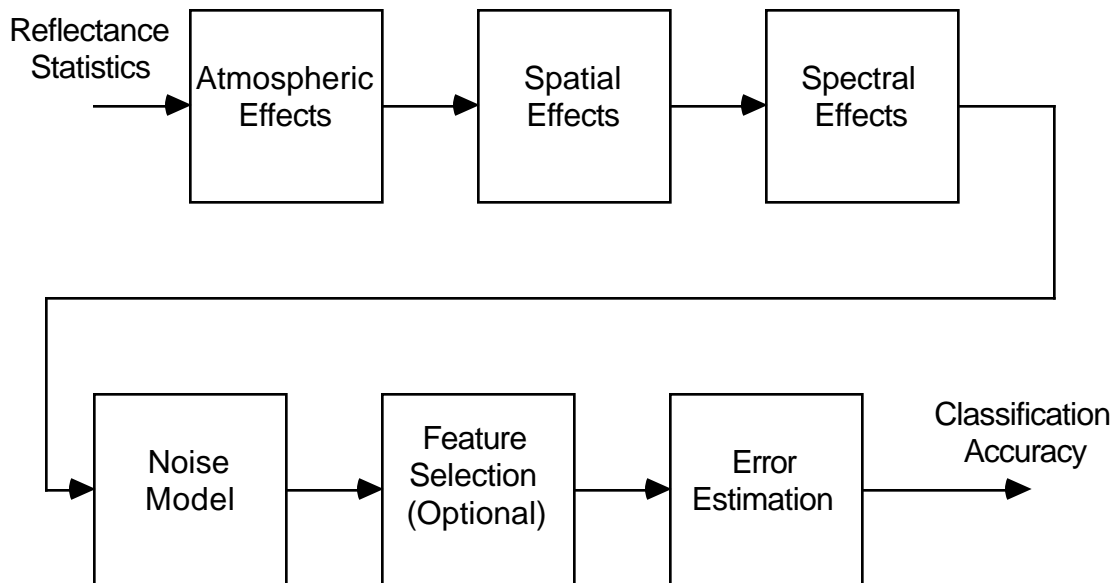 Reflectance
Statistics
Atmospheric
Effects
Spatial
Effects
Spectral
Effects
Noise
Model
Feature
Selection
(Optional)
Error
Estimation
Classification
Accuracy